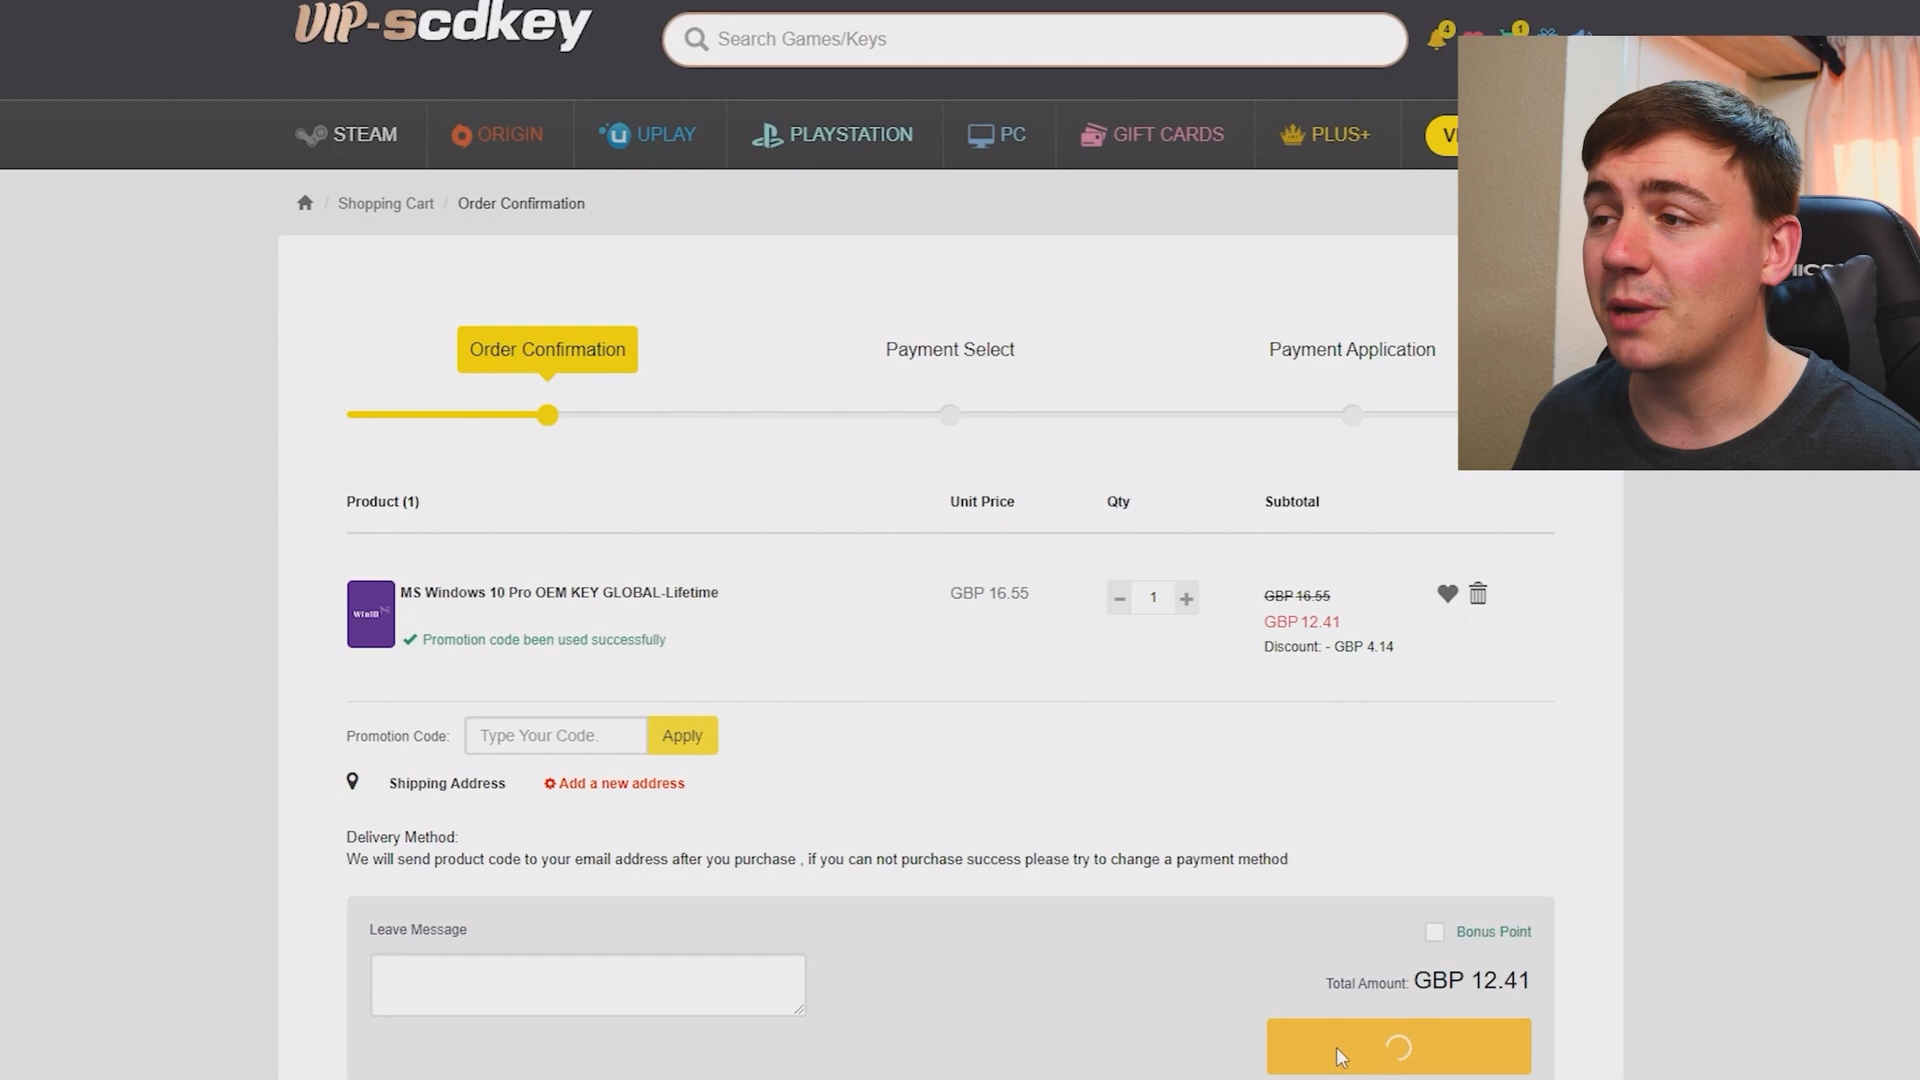 VIP-scdkey
Search Games/Keys
4
1
STEAM
ORIGIN
UPLAY
PLAYSTATION
PC
GIFT CARDS
PLUS+
Shopping Cart / Order Confirmation
Order Confirmation
Payment Select
Payment Application
Product (1)
Unit Price
Qty
Subtotal
MS Windows 10 Pro OEM KEY GLOBAL-Lifetime
GBP 16.55
1
GBP 16.55
GBP 12.41
Promotion code been used successfully
Discount: - GBP 4.14
Promotion Code:
Type Your Code.
Apply
Shipping Address
Add a new address
Delivery Method:
We will send product code to your email address after you purchase , if you can not purchase success please try to change a payment method
Leave Message
Bonus Point
Total Amount: GBP 12.41